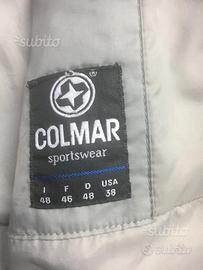 subito
COLMAR
sportswear
I F D USA
48 46 48 38
subito